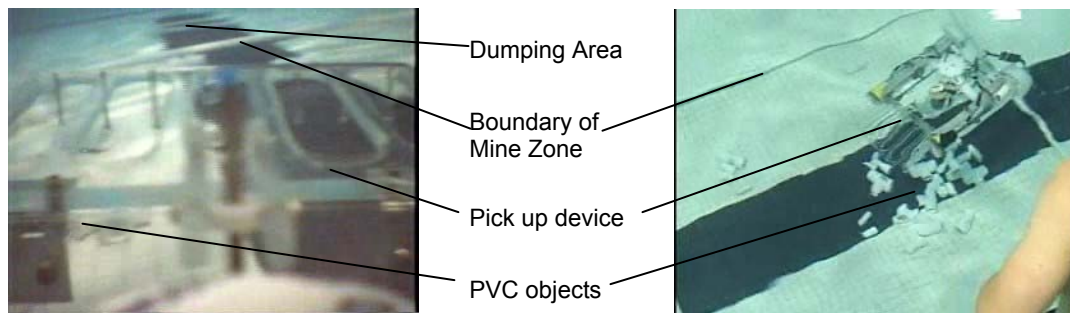 Dumping Area
Boundary of
Mine Zone
Pick up device
PVC objects